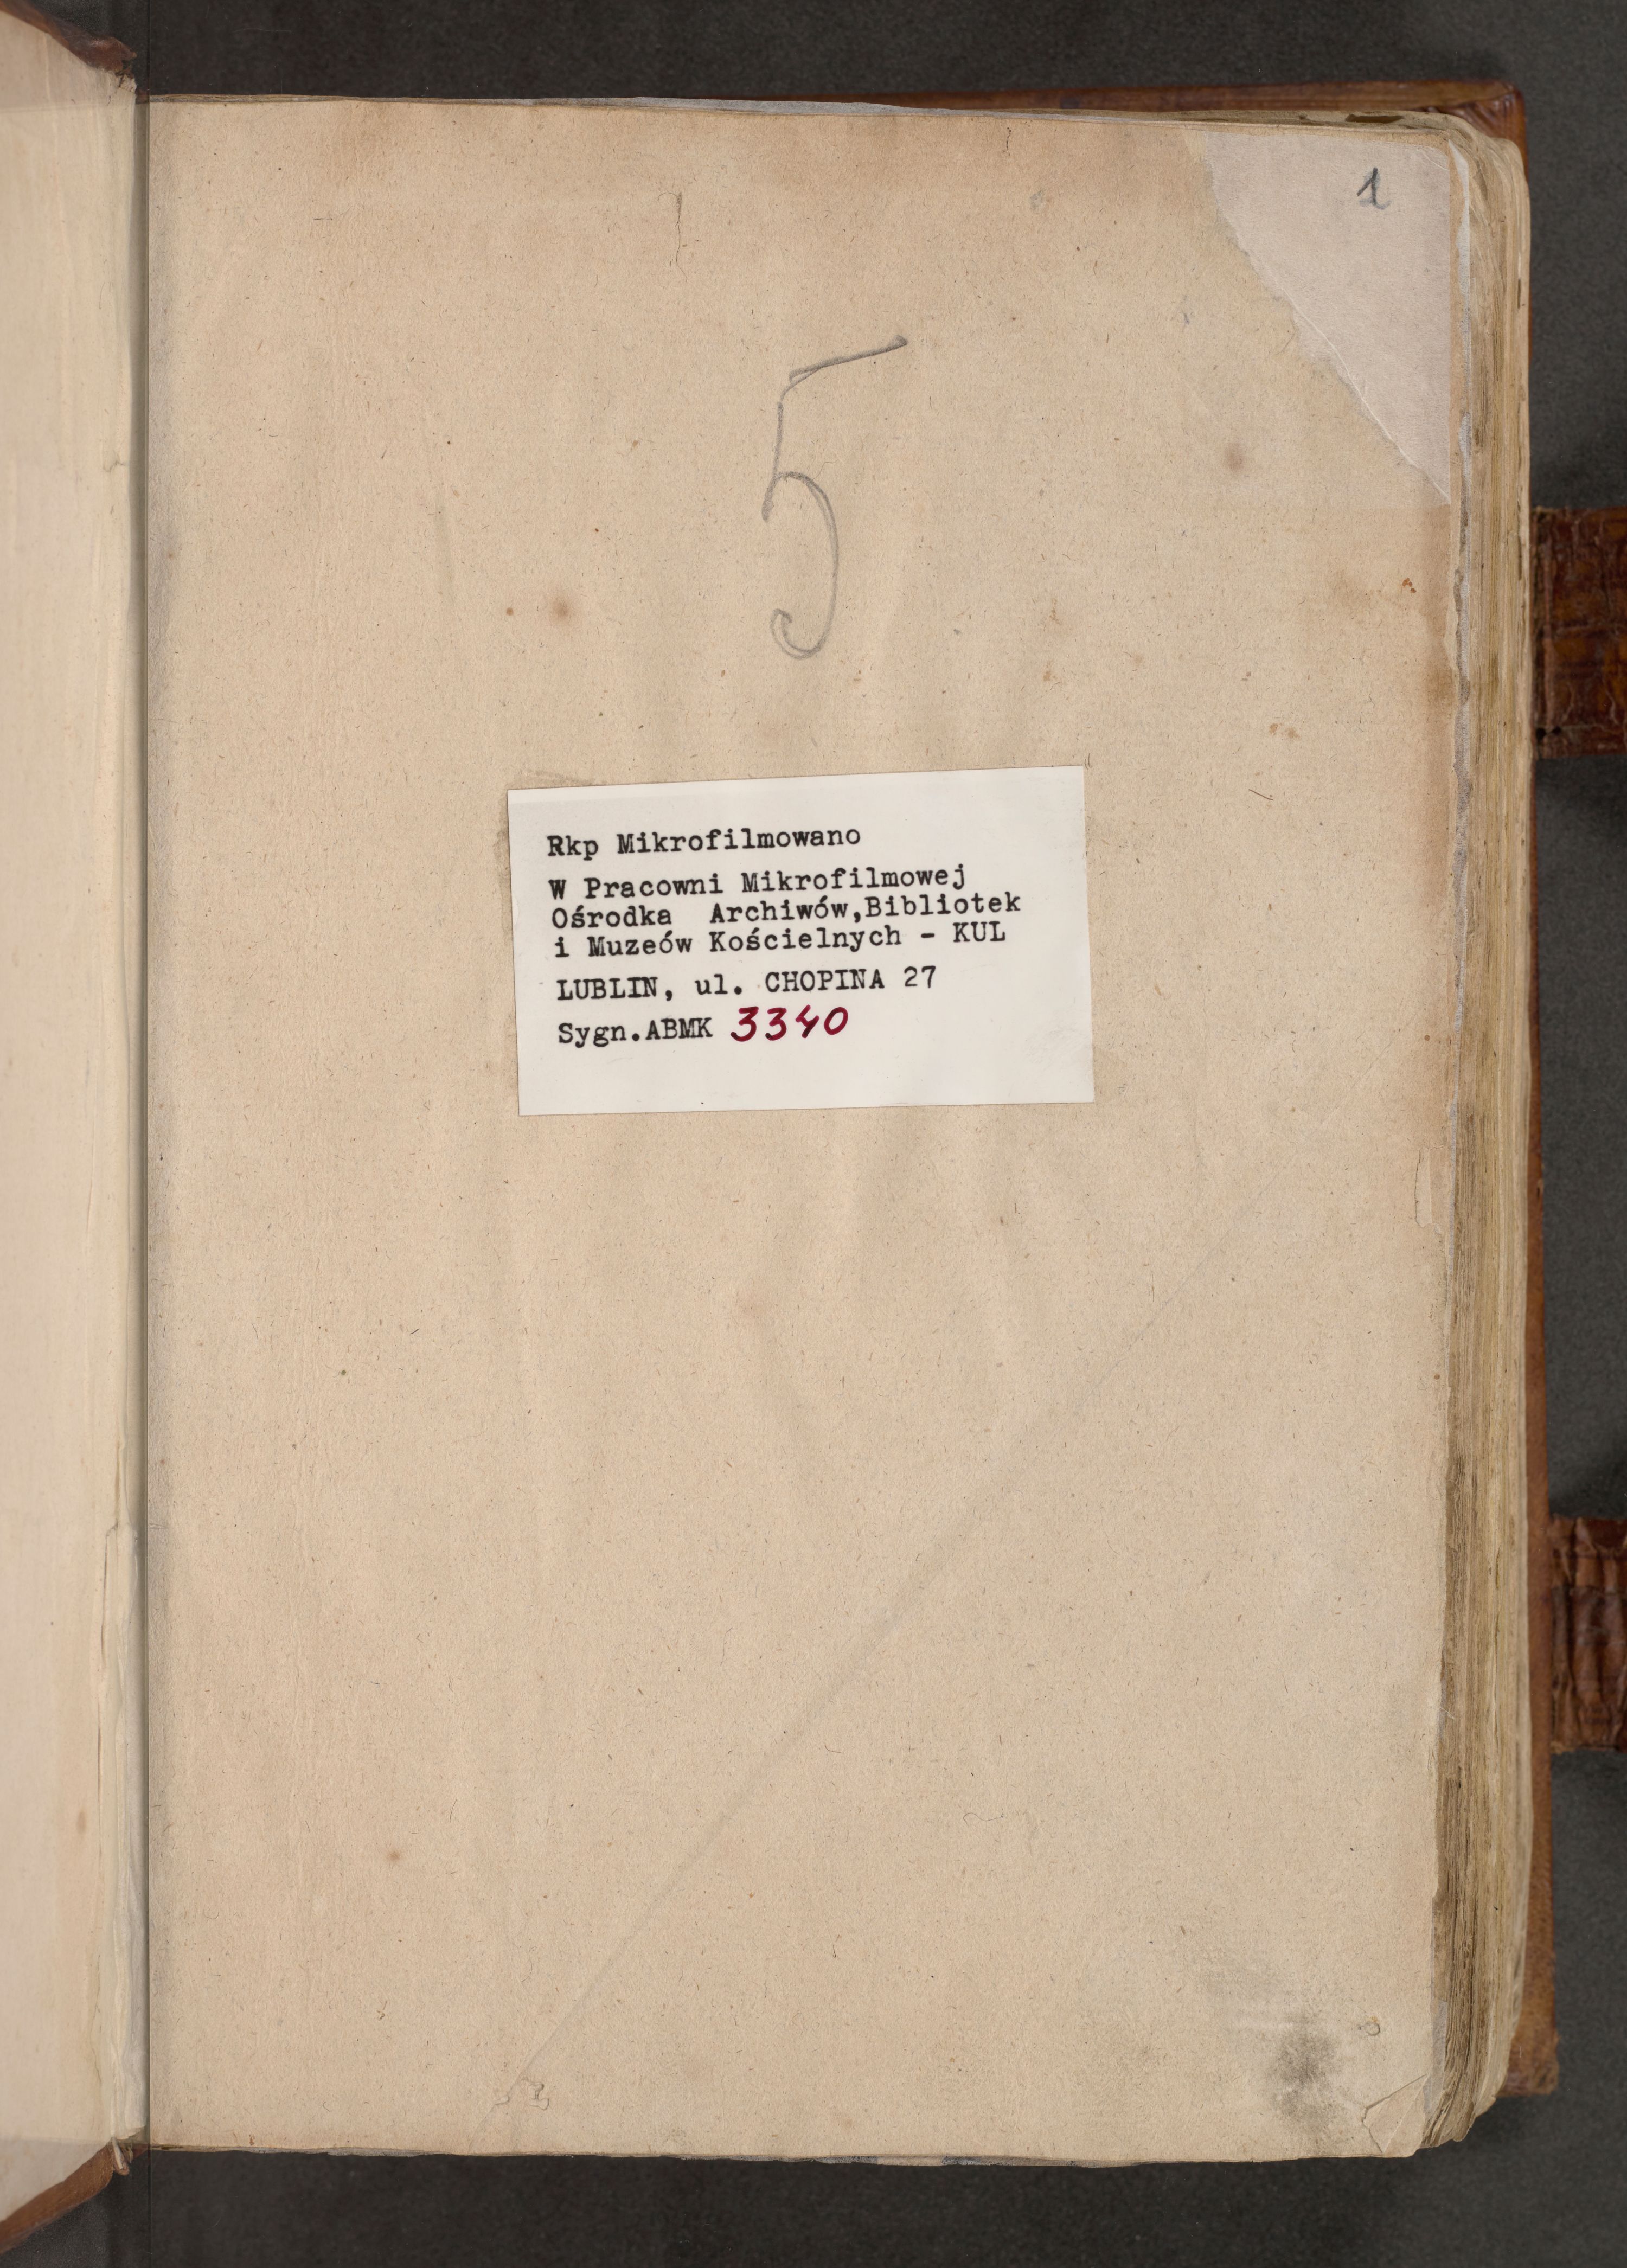 1
5
Rkp Mikrofilmowano
W Pracowni Mikrofilmowej
Ośrodka Archiwów,Bibliotek
i Muzeów Kościelnych - KUL
LUBLIN, ul. CHOPINA 27
Sygn.ABMK 3340